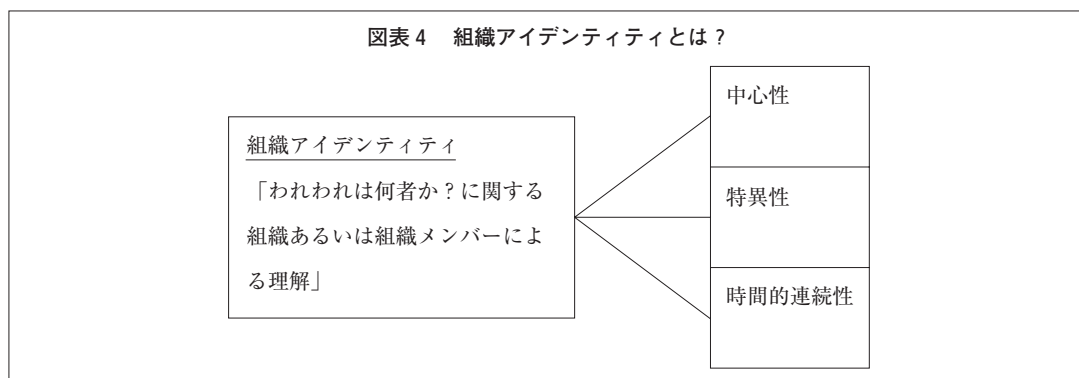 図表 4　組織アイデンティティとは？
組織アイデンティティ
「われわれは何者か？に関する
組織あるいは組織メンバーによ
る理解」
中心性
特異性
時間的連続性